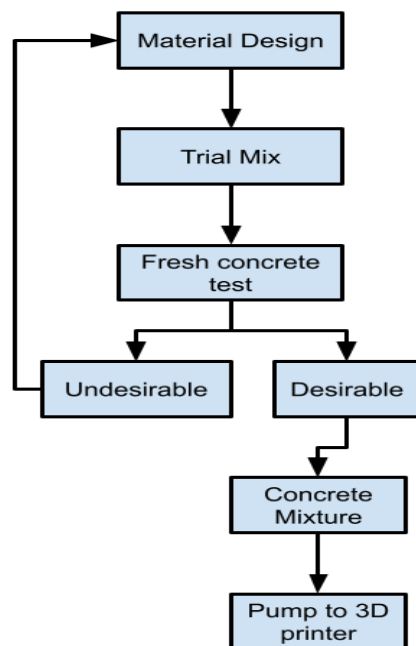 Material Design
Trial Mix
Fresh concrete
test
Undesirable
Desirable
Concrete
Mixture
Pump to 3D
printer